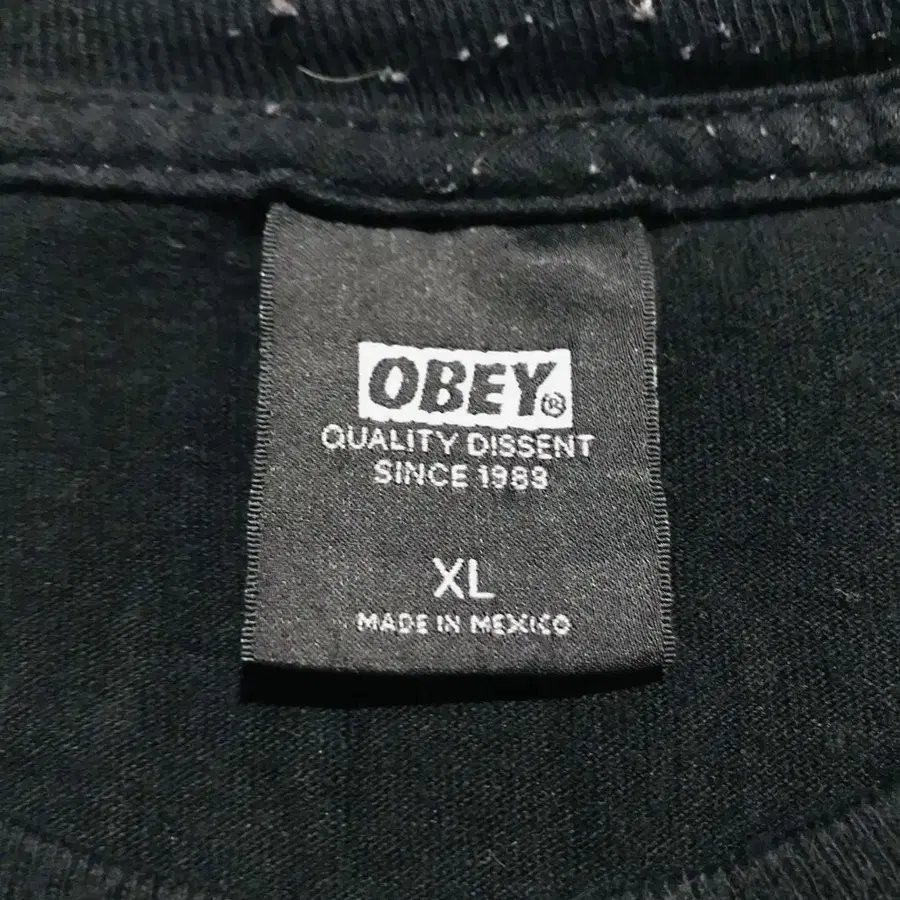 OBEY®
QUALITY DISSENT
SINCE 1989
XL
MADE IN MEXICO